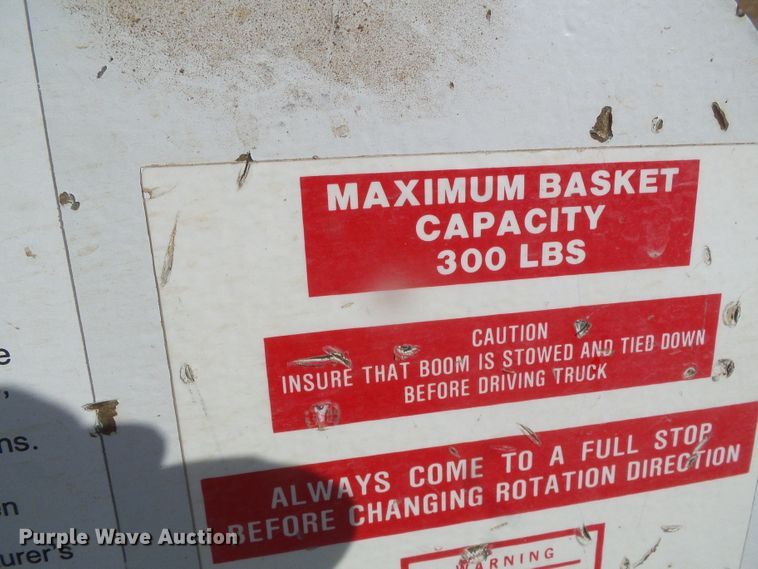 MAXIMUM BASKET
CAPACITY
300 LBS
CAUTION
INSURE THAT BOOM IS STOWED AND TIED DOWN
BEFORE DRIVING TRUCK
ALWAYS COME TO A FULL STOP
BEFORE CHANGING ROTATION DIRECTION
WARNING
Purple Wave Auction